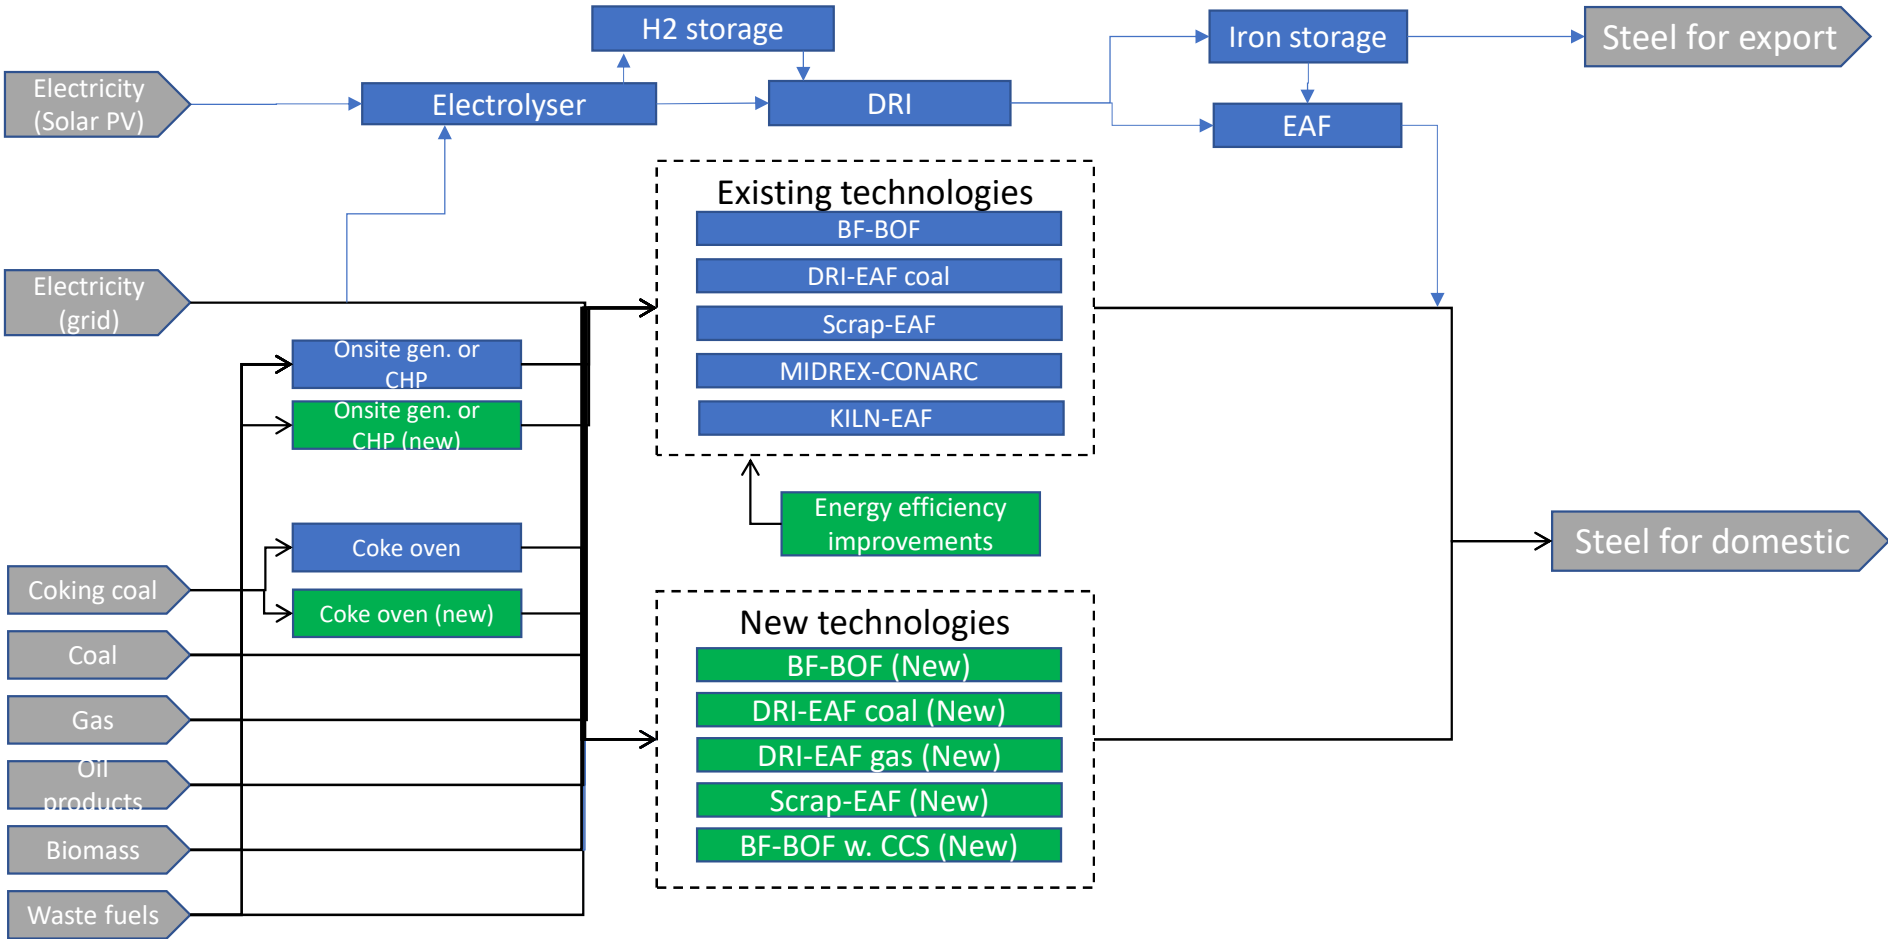 H2 storage
Iron storage
Steel for export
Electricity
(Solar PV)
Electrolyser
DRI
EAF
Existing technologies
BF-BOF
DRI-EAF coal
Scrap-EAF
MIDREX-CONARC
KILN-EAF
Electricity
(grid)
Onsite gen. or
CHP
Onsite gen. or
CHP (new)
Energy efficiency
improvements
Coke oven
Coke oven (new)
Steel for domestic
Coking coal
Coal
Gas
Oil
products
Biomass
Waste fuels
New technologies
BF-BOF (New)
DRI-EAF coal (New)
DRI-EAF gas (New)
Scrap-EAF (New)
BF-BOF w. CCS (New)